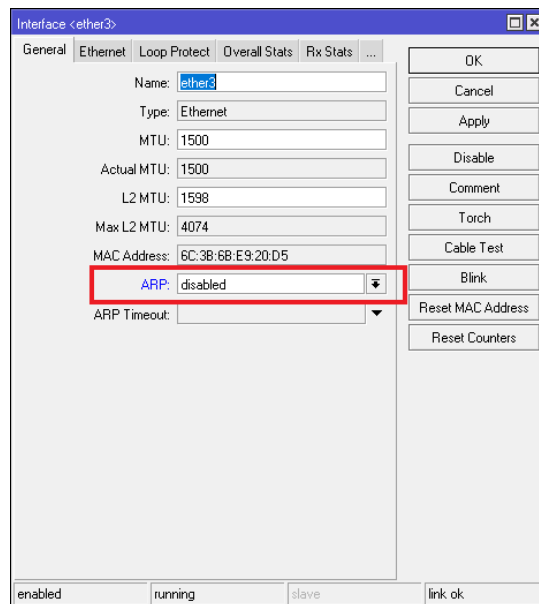 Interface <ether3>
General Ethernet Loop Protect Overall Stats Rx Stats ...
Name: ether3
Type: Ethernet
MTU: 1500
Actual MTU: 1500
L2 MTU: 1598
Max L2 MTU: 4074
MAC Address: 6C:3B:6B:E9:20:D5
ARP: disabled
ARP Timeout:
OK
Cancel
Apply
Disable
Comment
Torch
Cable Test
Blink
Reset MAC Address
Reset Counters
enabled running slave link ok